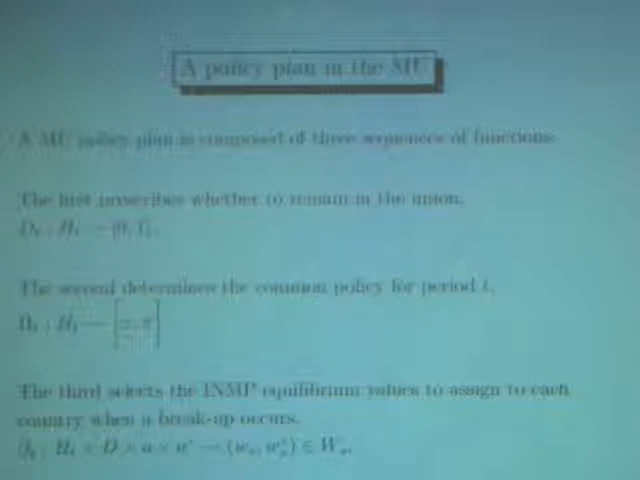 A policy plan in the MU
A MU policy plan is composed of three sequences of functions.
The first prescribes whether to remain in the union.
The second determines the common policy for period t.
The third selects the INMP equilibrium values to assign to each
country when a break-up occurs.